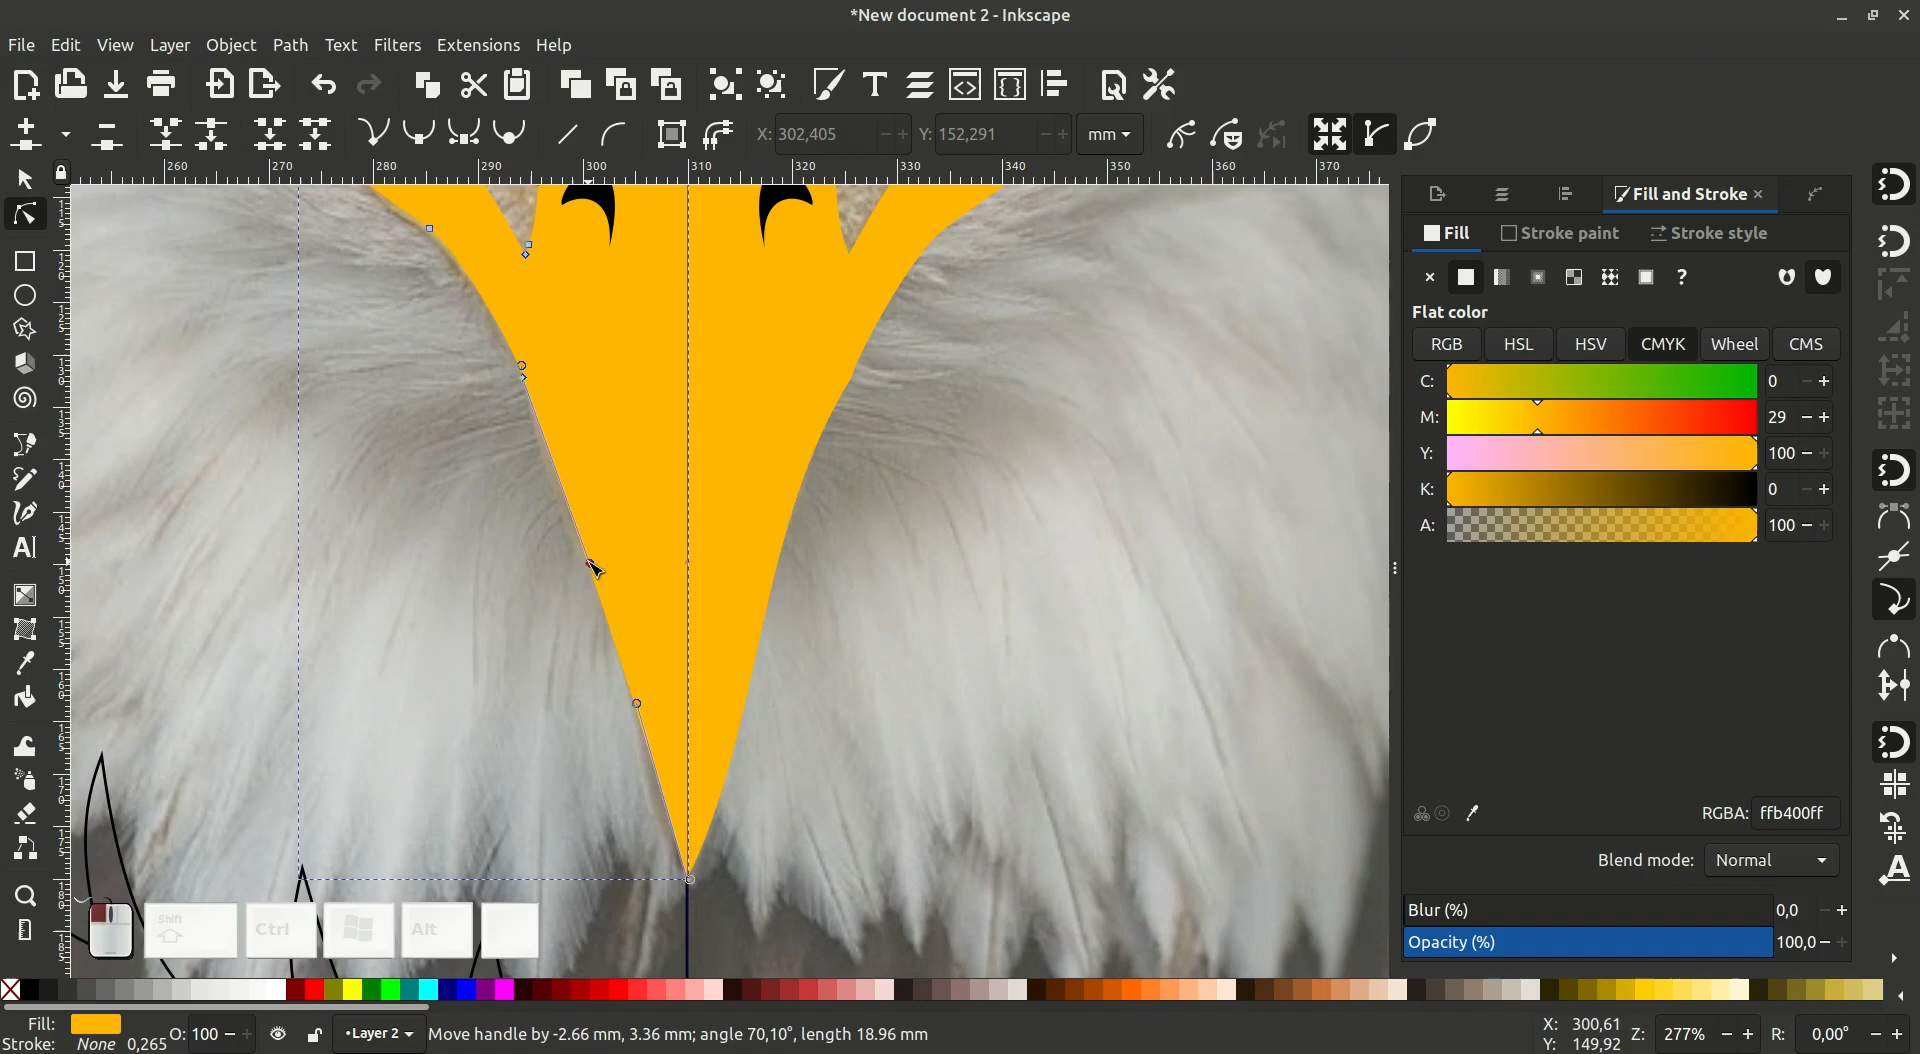 *New document 2 - Inkscape
File Edit View Layer Object Path Text Filters Extensions Help
X: 302,405 Y: 152,291 mm
260 270 280 290 300 310 320 330 340 350 360 370
Fill and Stroke
Fill Stroke paint Stroke style
Flat color
RGB HSL HSV CMYK Wheel CMS
C: 0
M: 29
Y: 100
K: 0
A: 100
RGBA: ffb400ff
Blend mode: Normal
Blur (%) 0,0
Opacity (%) 100,0
Shift Ctrl Alt
Fill: O: 100 •Layer 2 Move handle by -2.66 mm, 3.36 mm; angle 70,10°, length 18.96 mm X: 300,61 Z: 277% R: 0,00°
Stroke: None 0,265 Y: 149,92